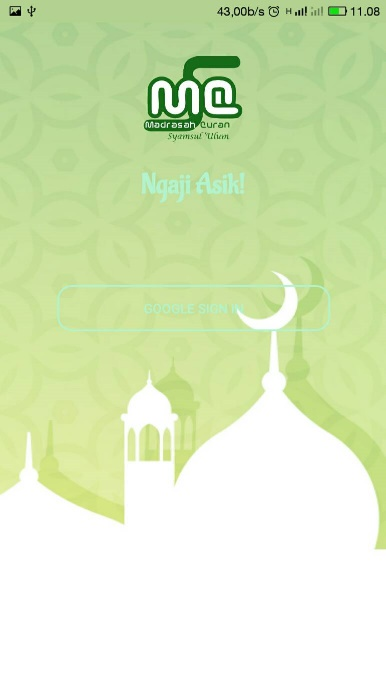 43,00b/s H 11.08
Madrasah Quran
Syamsul 'Ulum
Ngaji Asik!
GOOGLE SIGN IN